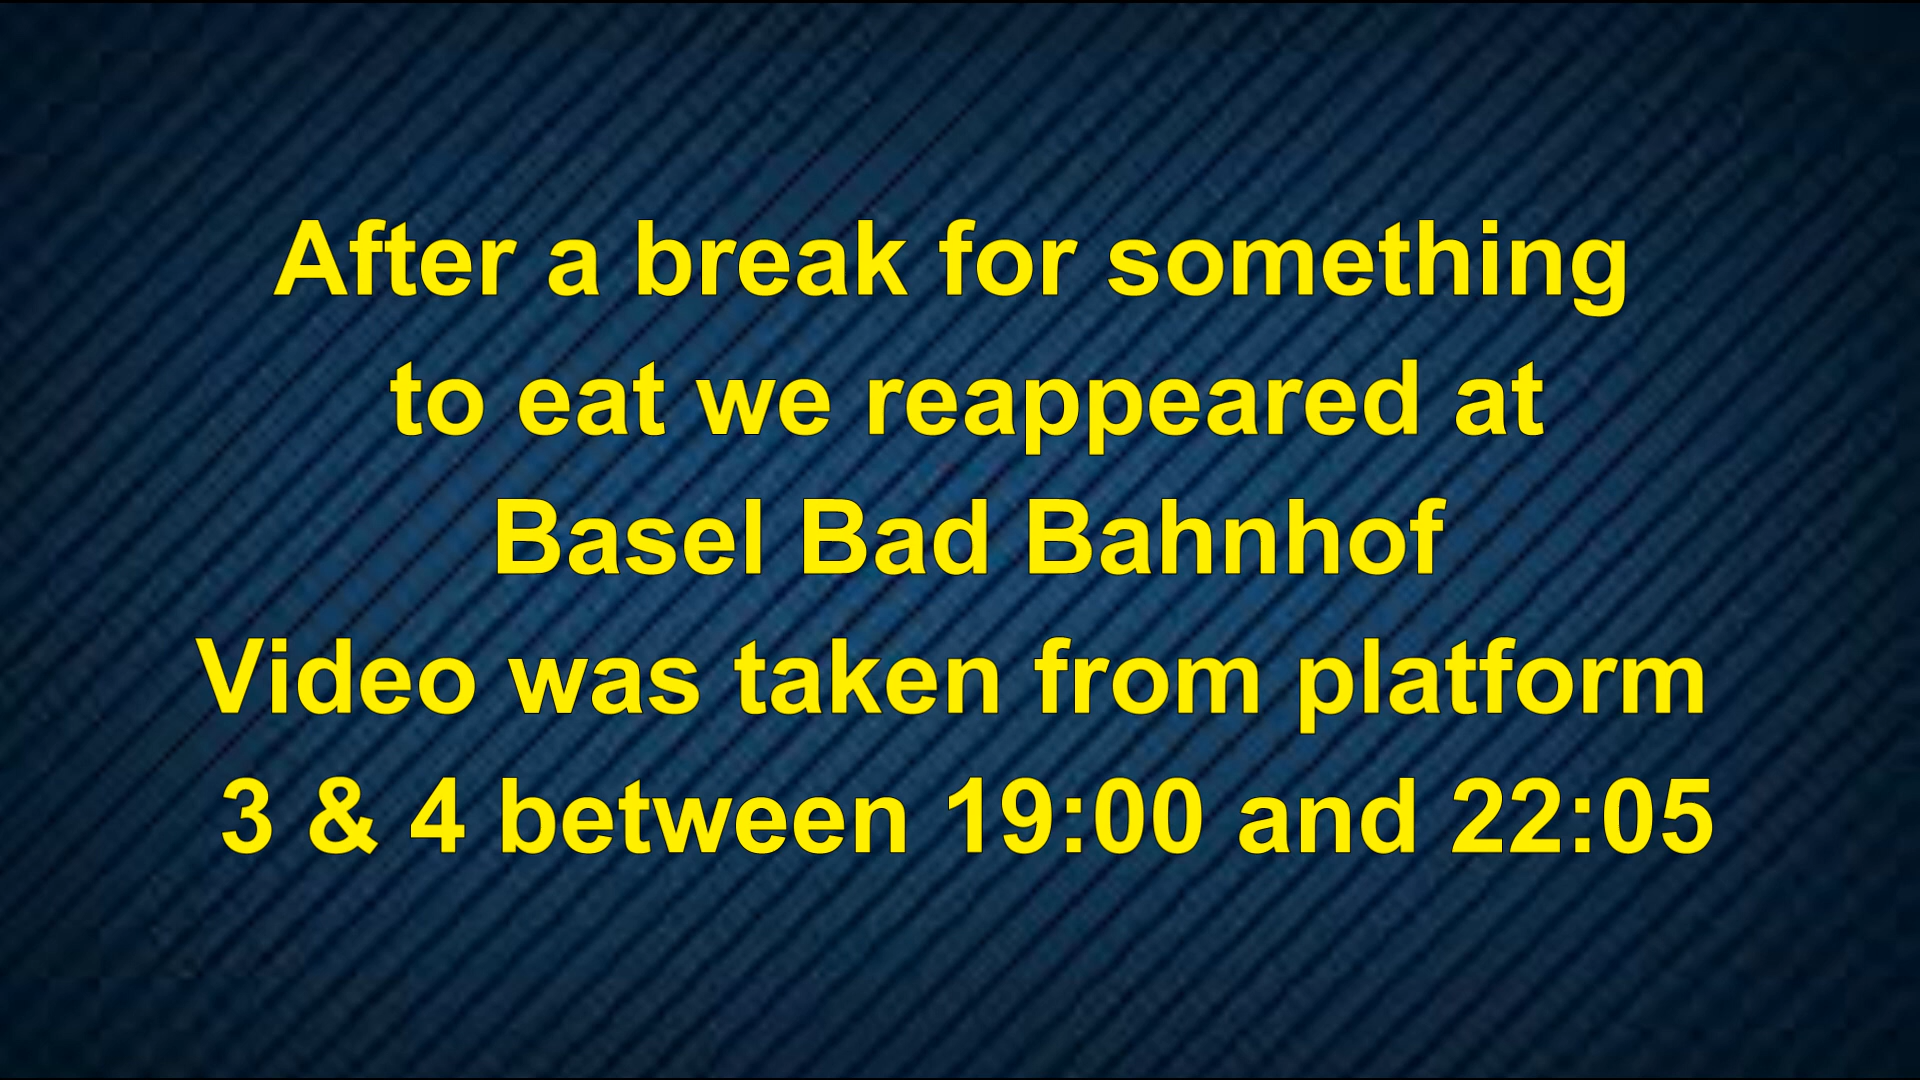 After a break for something
to eat we reappeared at
Basel Bad Bahnhof
Video was taken from platform
3 & 4 between 19:00 and 22:05